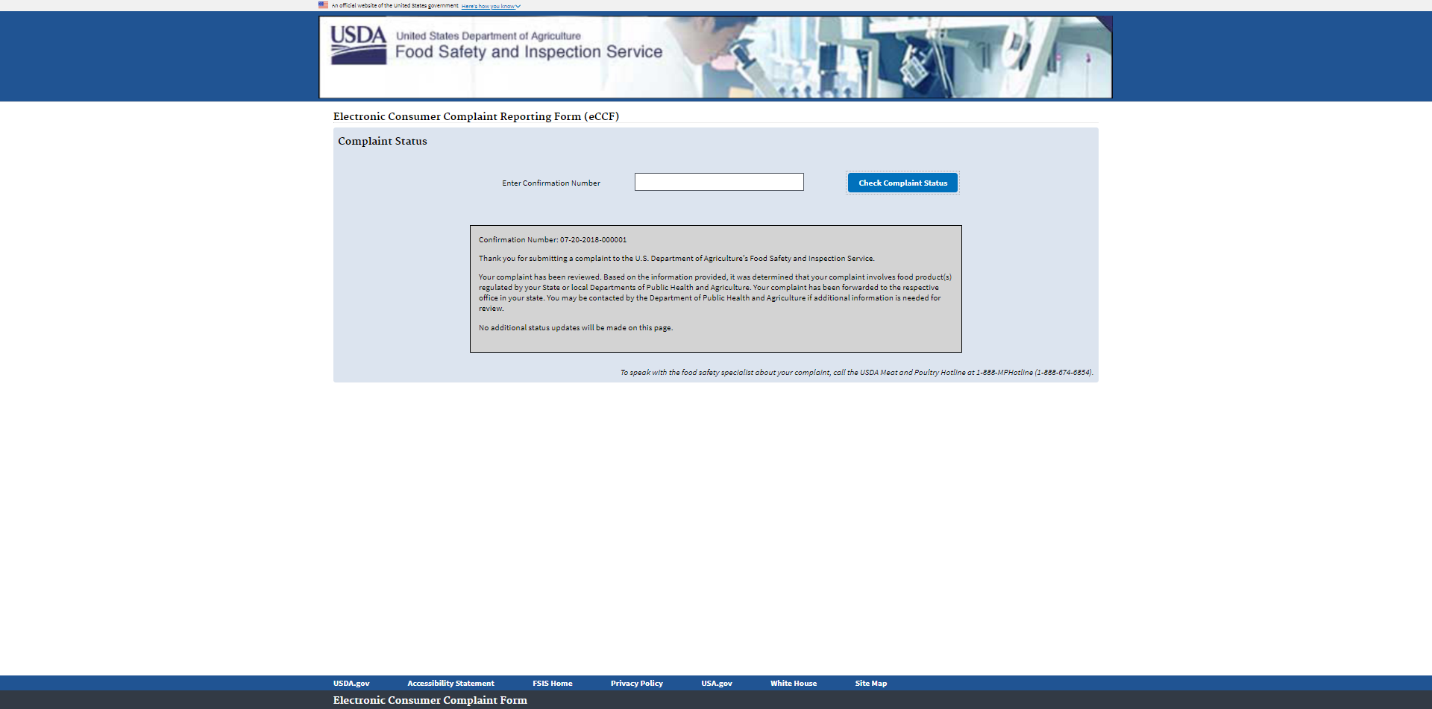 An official website of the United States government Here's how you know
USDA
United States Department of Agriculture
Food Safety and Inspection Service
Electronic Consumer Complaint Reporting Form (eCCF)
Complaint Status
Enter Confirmation Number
Check Complaint Status
Confirmation Number: 07-20-2018-000001
Thank you for submitting a complaint to the U.S. Department of Agriculture's Food Safety and Inspection Service.
Your complaint has been reviewed. Based on the information provided, it was determined that your complaint involves food product(s)
regulated by your State or local Departments of Public Health and Agriculture. Your complaint has been forwarded to the respective
office in your state. You may be contacted by the Department of Public Health and Agriculture if additional information is needed for
review.
No additional status updates will be made on this page.
To speak with the food safety specialist about your complaint, call the USDA Meat and Poultry Hotline at 1-888-MPHotline (1-888-674-6854).
USDA.gov Accessibility Statement FSIS Home Privacy Policy USA.gov White House Site Map
Electronic Consumer Complaint Form